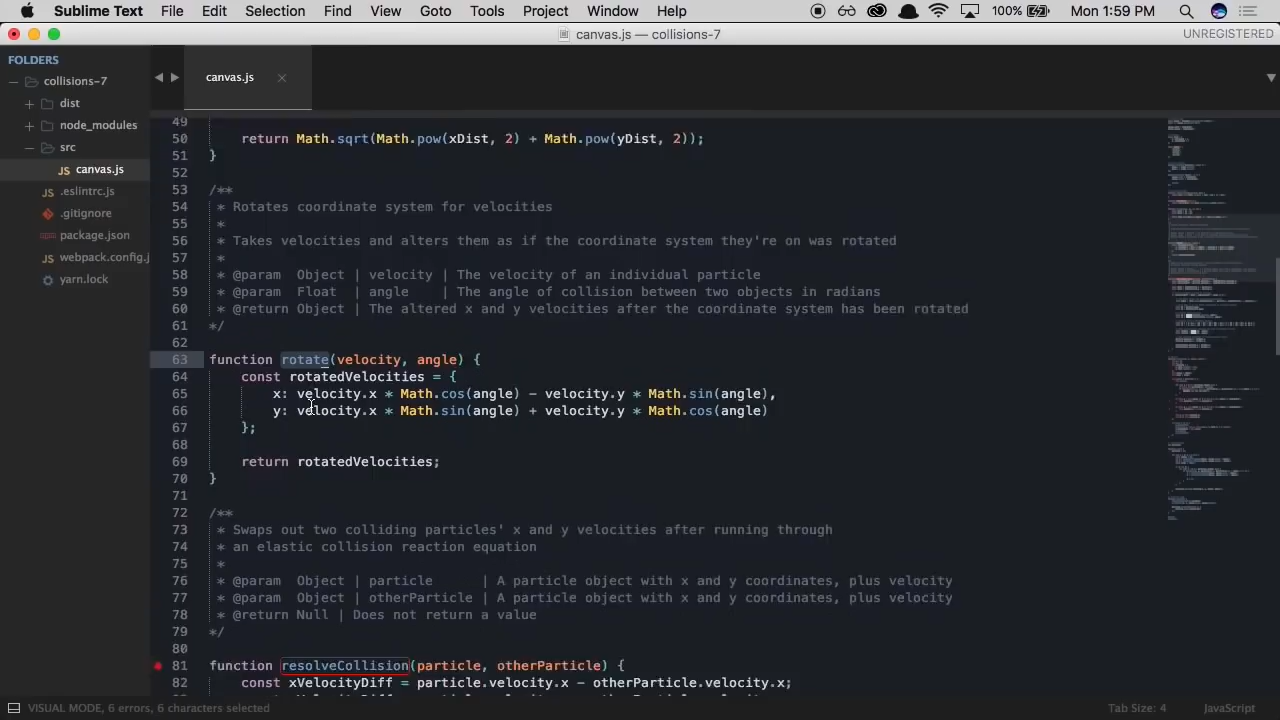 Sublime Text File Edit Selection Find View Goto Tools Project Window Help 100% Mon 1:59 PM
canvas.js — collisions-7 UNREGISTERED
FOLDERS
collisions-7
dist
node_modules
src
canvas.js
.eslintrc.js
.gitignore
package.json
webpack.config.j
yarn.lock
canvas.js
49
50 return Math.sqrt(Math.pow(xDist, 2) + Math.pow(yDist, 2));
51 }
52
53 /**
54 * Rotates coordinate system for velocities
55 *
56 * Takes velocities and alters them as if the coordinate system they're on was rotated
57 *
58 * @param Object | velocity | The velocity of an individual particle
59 * @param Float | angle | The angle of collision between two objects in radians
60 * @return Object | The altered x and y velocities after the coordinate system has been rotated
61 */
62
63 function rotate(velocity, angle) {
64 const rotatedVelocities = {
65 x: velocity.x * Math.cos(angle) - velocity.y * Math.sin(angle),
66 y: velocity.x * Math.sin(angle) + velocity.y * Math.cos(angle)
67 };
68
69 return rotatedVelocities;
70 }
71
72 /**
73 * Swaps out two colliding particles' x and y velocities after running through
74 * an elastic collision reaction equation
75 *
76 * @param Object | particle | A particle object with x and y coordinates, plus velocity
77 * @param Object | otherParticle | A particle object with x and y coordinates, plus velocity
78 * @return Null | Does not return a value
79 */
80
81 function resolveCollision(particle, otherParticle) {
82 const xVelocityDiff = particle.velocity.x - otherParticle.velocity.x;
VISUAL MODE, 6 errors, 6 characters selected Tab Size: 4 JavaScript